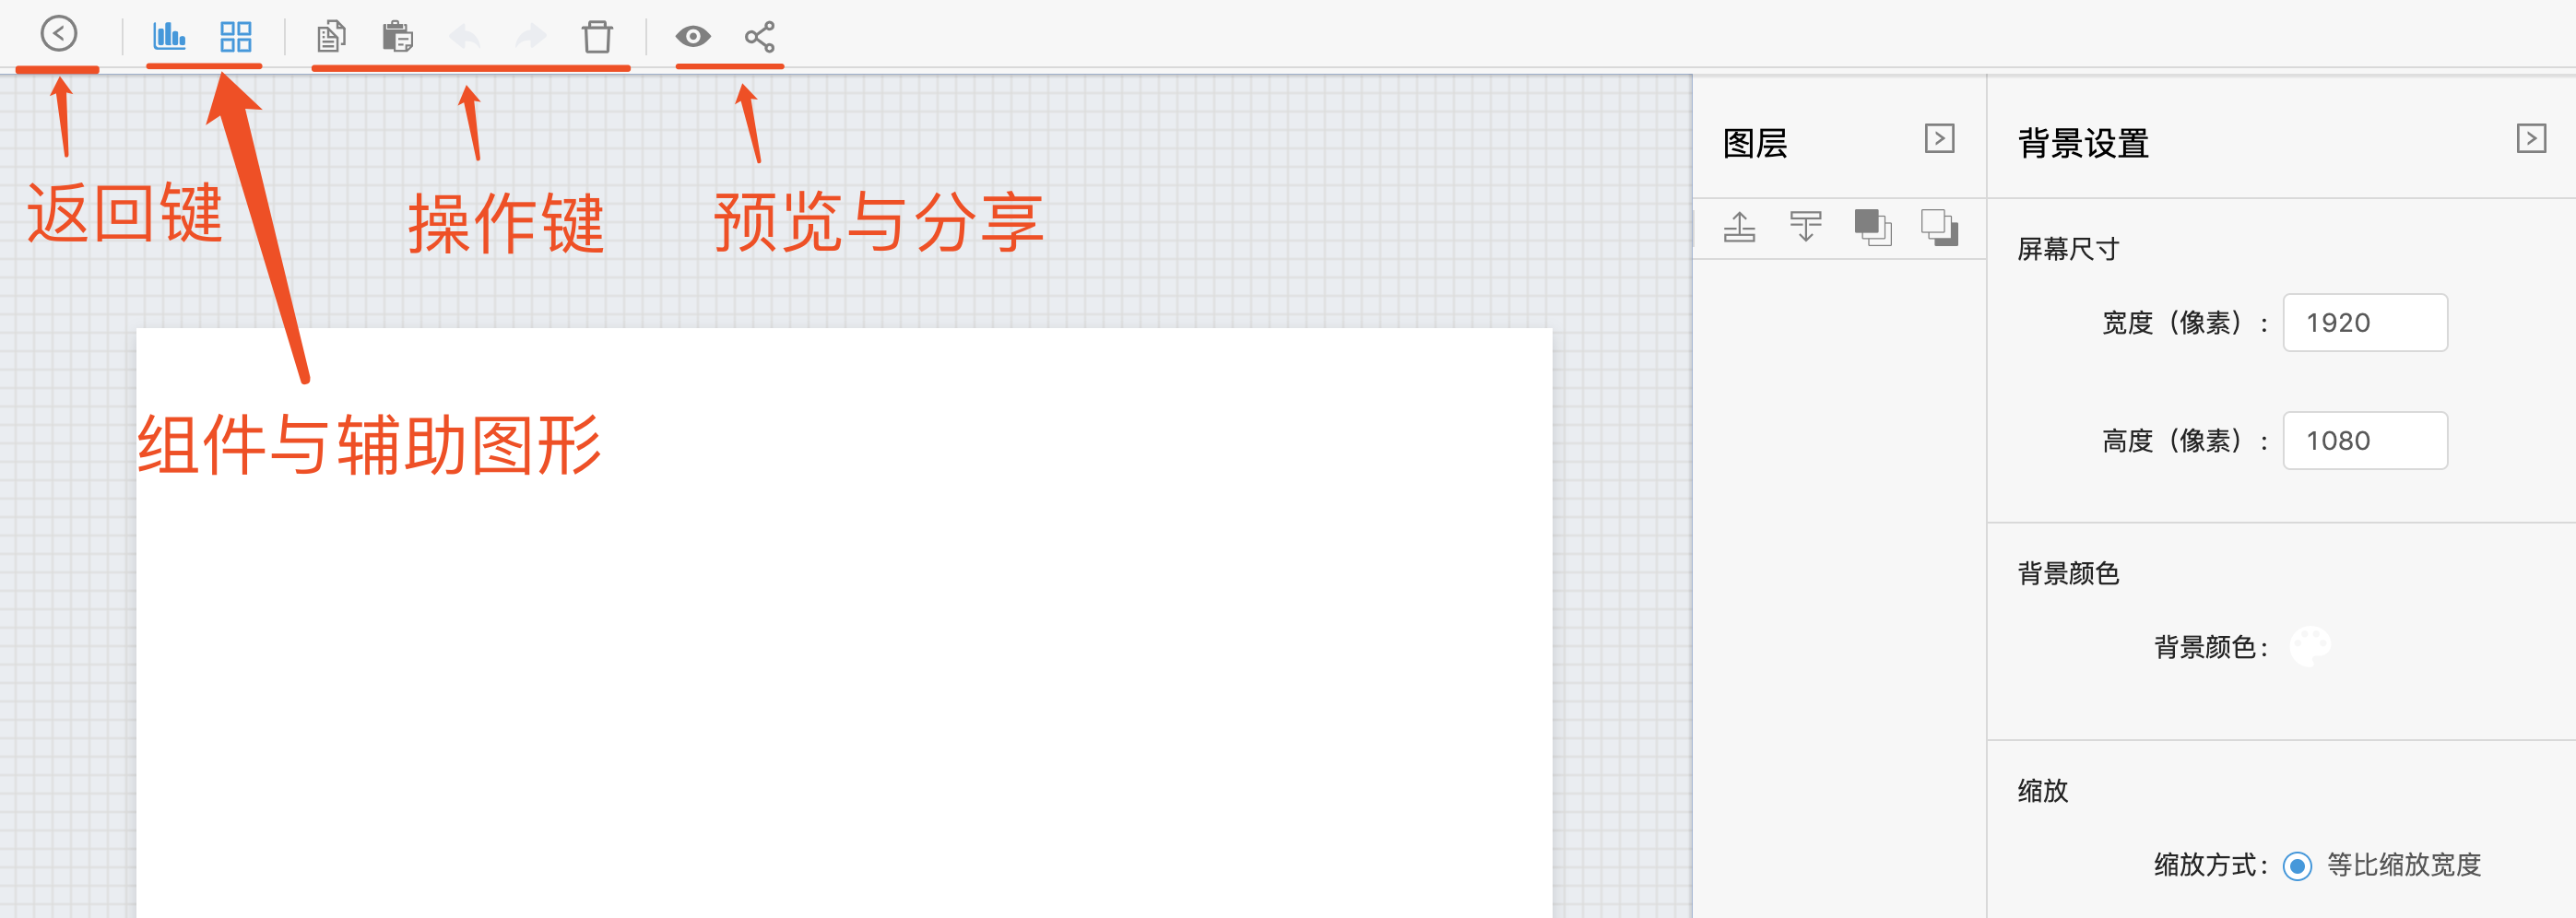 返回键
操作键
预览与分享
组件与辅助图形
图层
背景设置
屏幕尺寸
宽度（像素）: 1920
高度（像素）: 1080
背景颜色
背景颜色:
缩放
缩放方式: 等比缩放宽度